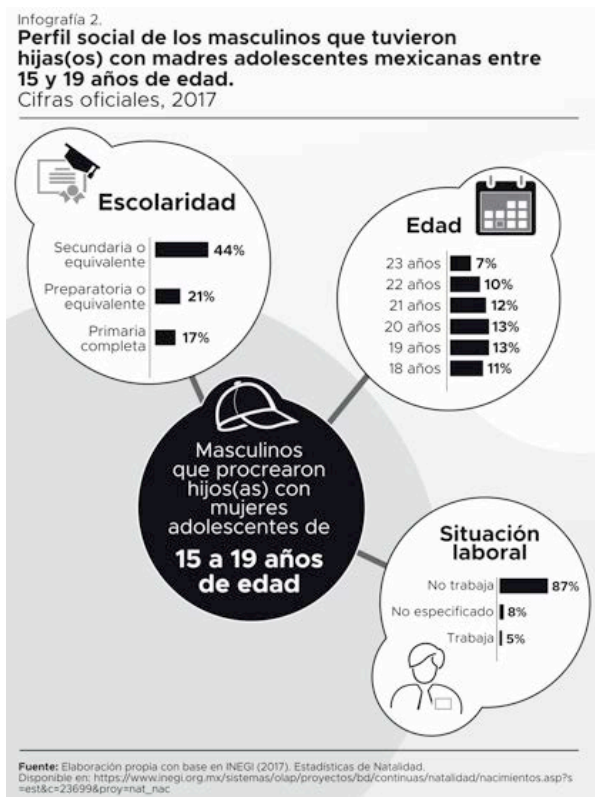 Infografía 2.
Perfil social de los masculinos que tuvieron
hijas(os) con madres adolescentes mexicanas entre
15 y 19 años de edad.
Cifras oficiales, 2017
Escolaridad
Secundaria o
equivalente 44%
Preparatoria o
equivalente 21%
Primaria
completa 17%
Edad
23 años 7%
22 años 10%
21 años 12%
20 años 13%
19 años 13%
18 años 11%
Masculinos
que procrearon
hijos(as) con
mujeres
adolescentes de
15 a 19 años
de edad
Situación
laboral
No trabaja 87%
No especificado 8%
Trabaja 5%
Fuente: Elaboración propia con base en INEGI (2017). Estadísticas de Natalidad.
Disponible en: https://www.inegi.org.mx/sistemas/olap/proyectos/bd/continuas/natalidad/nacimientos.asp?s
=est&c=23699&proy=nat_nac